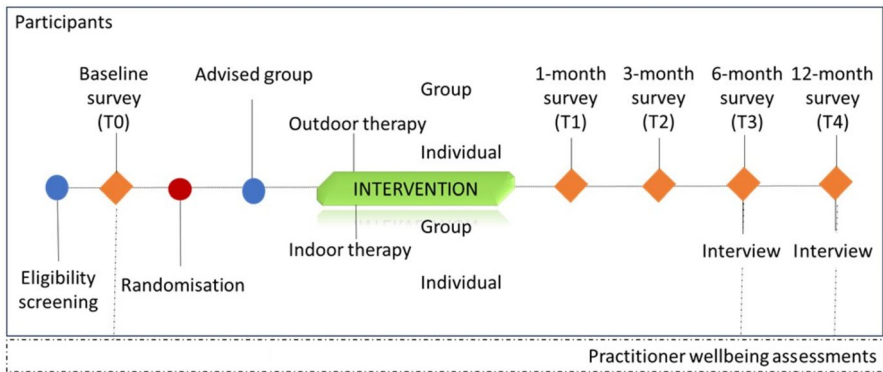 Participants
Baseline
survey
(T0)
Advised group
Group
Outdoor therapy
Individual
1-month
survey
(T1)
3-month
survey
(T2)
6-month
survey
(T3)
12-month
survey
(T4)
INTERVENTION
Group
Indoor therapy
Individual
Eligibility
screening
Randomisation
Interview
Interview
Practitioner wellbeing assessments